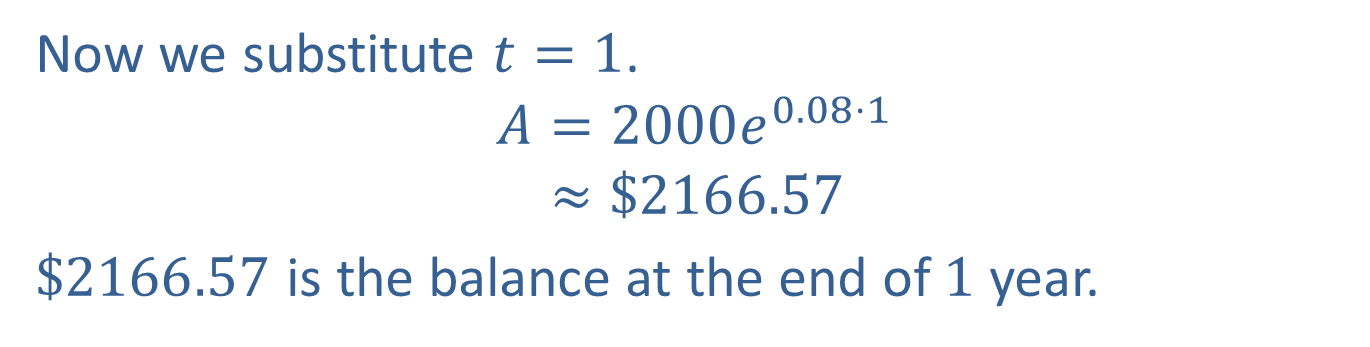 Now we substitute t = 1.
A = 2000e^{0.08·1}
≈ $2166.57
$2166.57 is the balance at the end of 1 year.